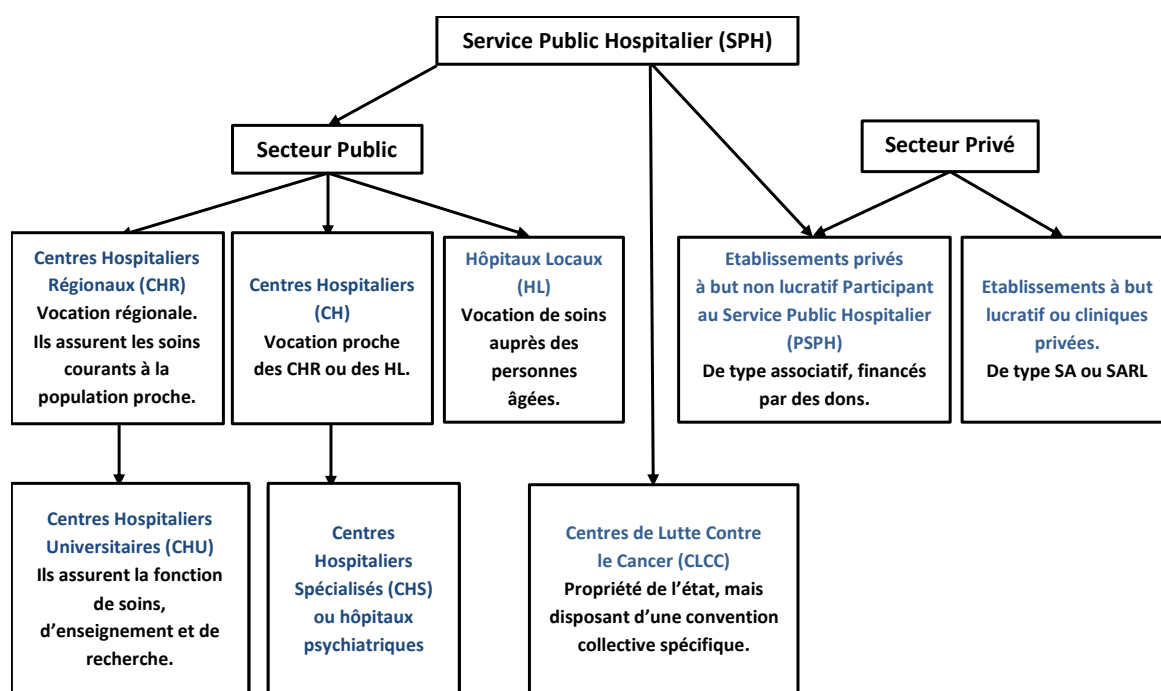 Service Public Hospitalier (SPH)
Secteur Public
Secteur Privé
Centres Hospitaliers
Régionaux (CHR)
Vocation régionale.
Ils assurent les soins
courants à la
population proche.
Centres Hospitaliers
(CH)
Vocation proche
des CHR ou des HL.
Hôpitaux Locaux
(HL)
Vocation de soins
auprès des
personnes
âgées.
Etablissements privés
à but non lucratif Participant
au Service Public Hospitalier
(PSPH)
De type associatif, financés
par des dons.
Etablissements à but
lucratif ou cliniques
privées.
De type SA ou SARL
Centres Hospitaliers
Universitaires (CHU)
Ils assurent la fonction
de soins,
d’enseignement et de
recherche.
Centres
Hospitaliers
Spécialisés (CHS)
ou hôpitaux
psychiatriques
Centres de Lutte Contre
le Cancer (CLCC)
Propriété de l’état, mais
disposant d’une convention
collective spécifique.